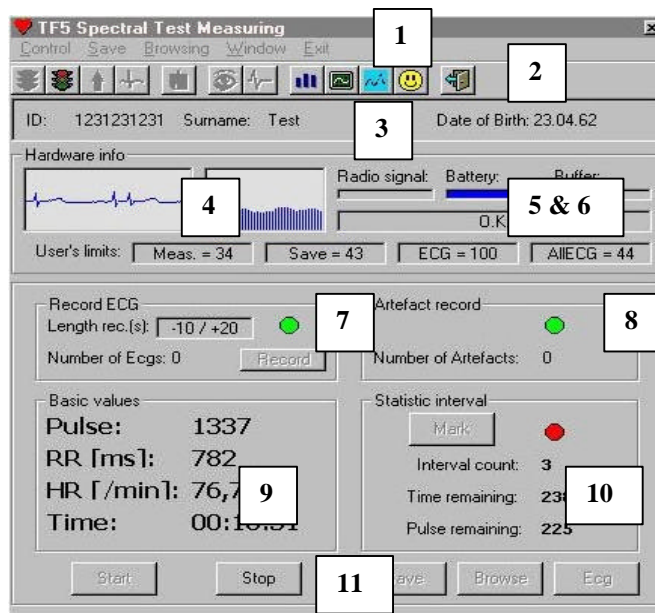 TF5 Spectral Test Measuring
Control Save Browsing Window Exit
1
2
ID: 1231231231 Surname: Test Date of Birth: 23.04.62
3
Hardware info
Radio signal: Battery: Buffer:
4
5 & 6
O.K
User's limits: Meas. = 34 Save = 43 ECG = 100 AllECG = 44
Record ECG
Length rec.(s): -10 / +20
Number of Ecgs: 0 Record
7
Artefact record
8
Number of Artefacts: 0
Basic values
Pulse: 1337
RR [ms]: 782
HR [/min]: 76,7
Time:
9
Statistic interval
Mark
Interval count: 3
Time remaining:
Pulse remaining: 225
10
Start Stop 11 Browse Ecg